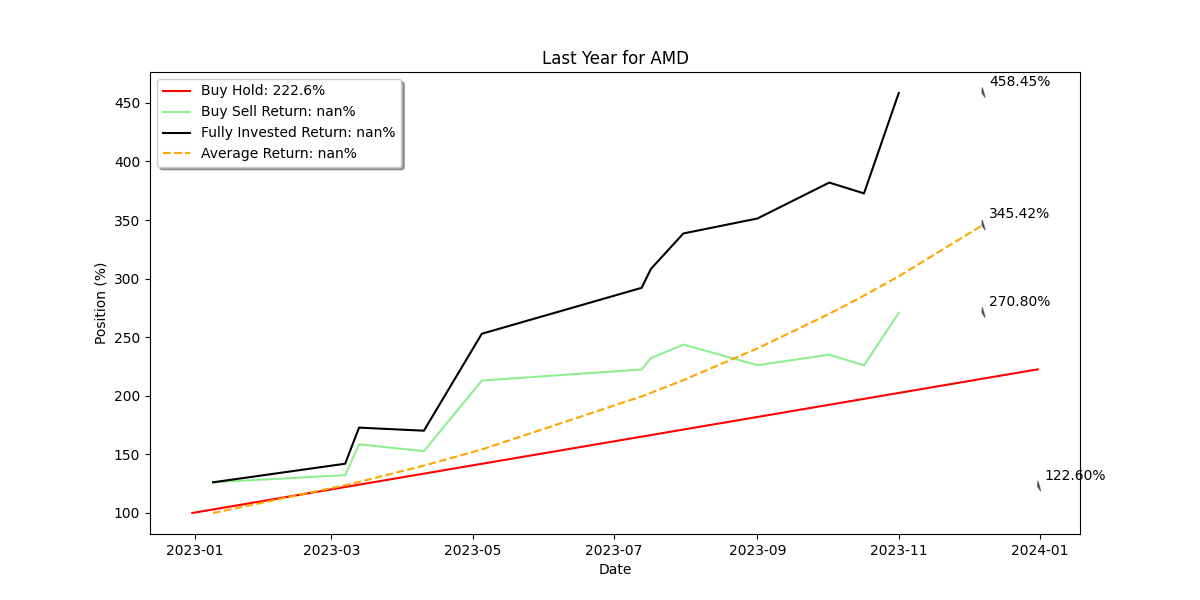 Last Year for AMD
Buy Hold: 222.6%
Buy Sell Return: nan%
Fully Invested Return: nan%
Average Return: nan%
458.45%
345.42%
270.80%
122.60%
Position (%)
450
400
350
300
250
200
150
100
2023-01 2023-03 2023-05 2023-07 2023-09 2023-11 2024-01
Date